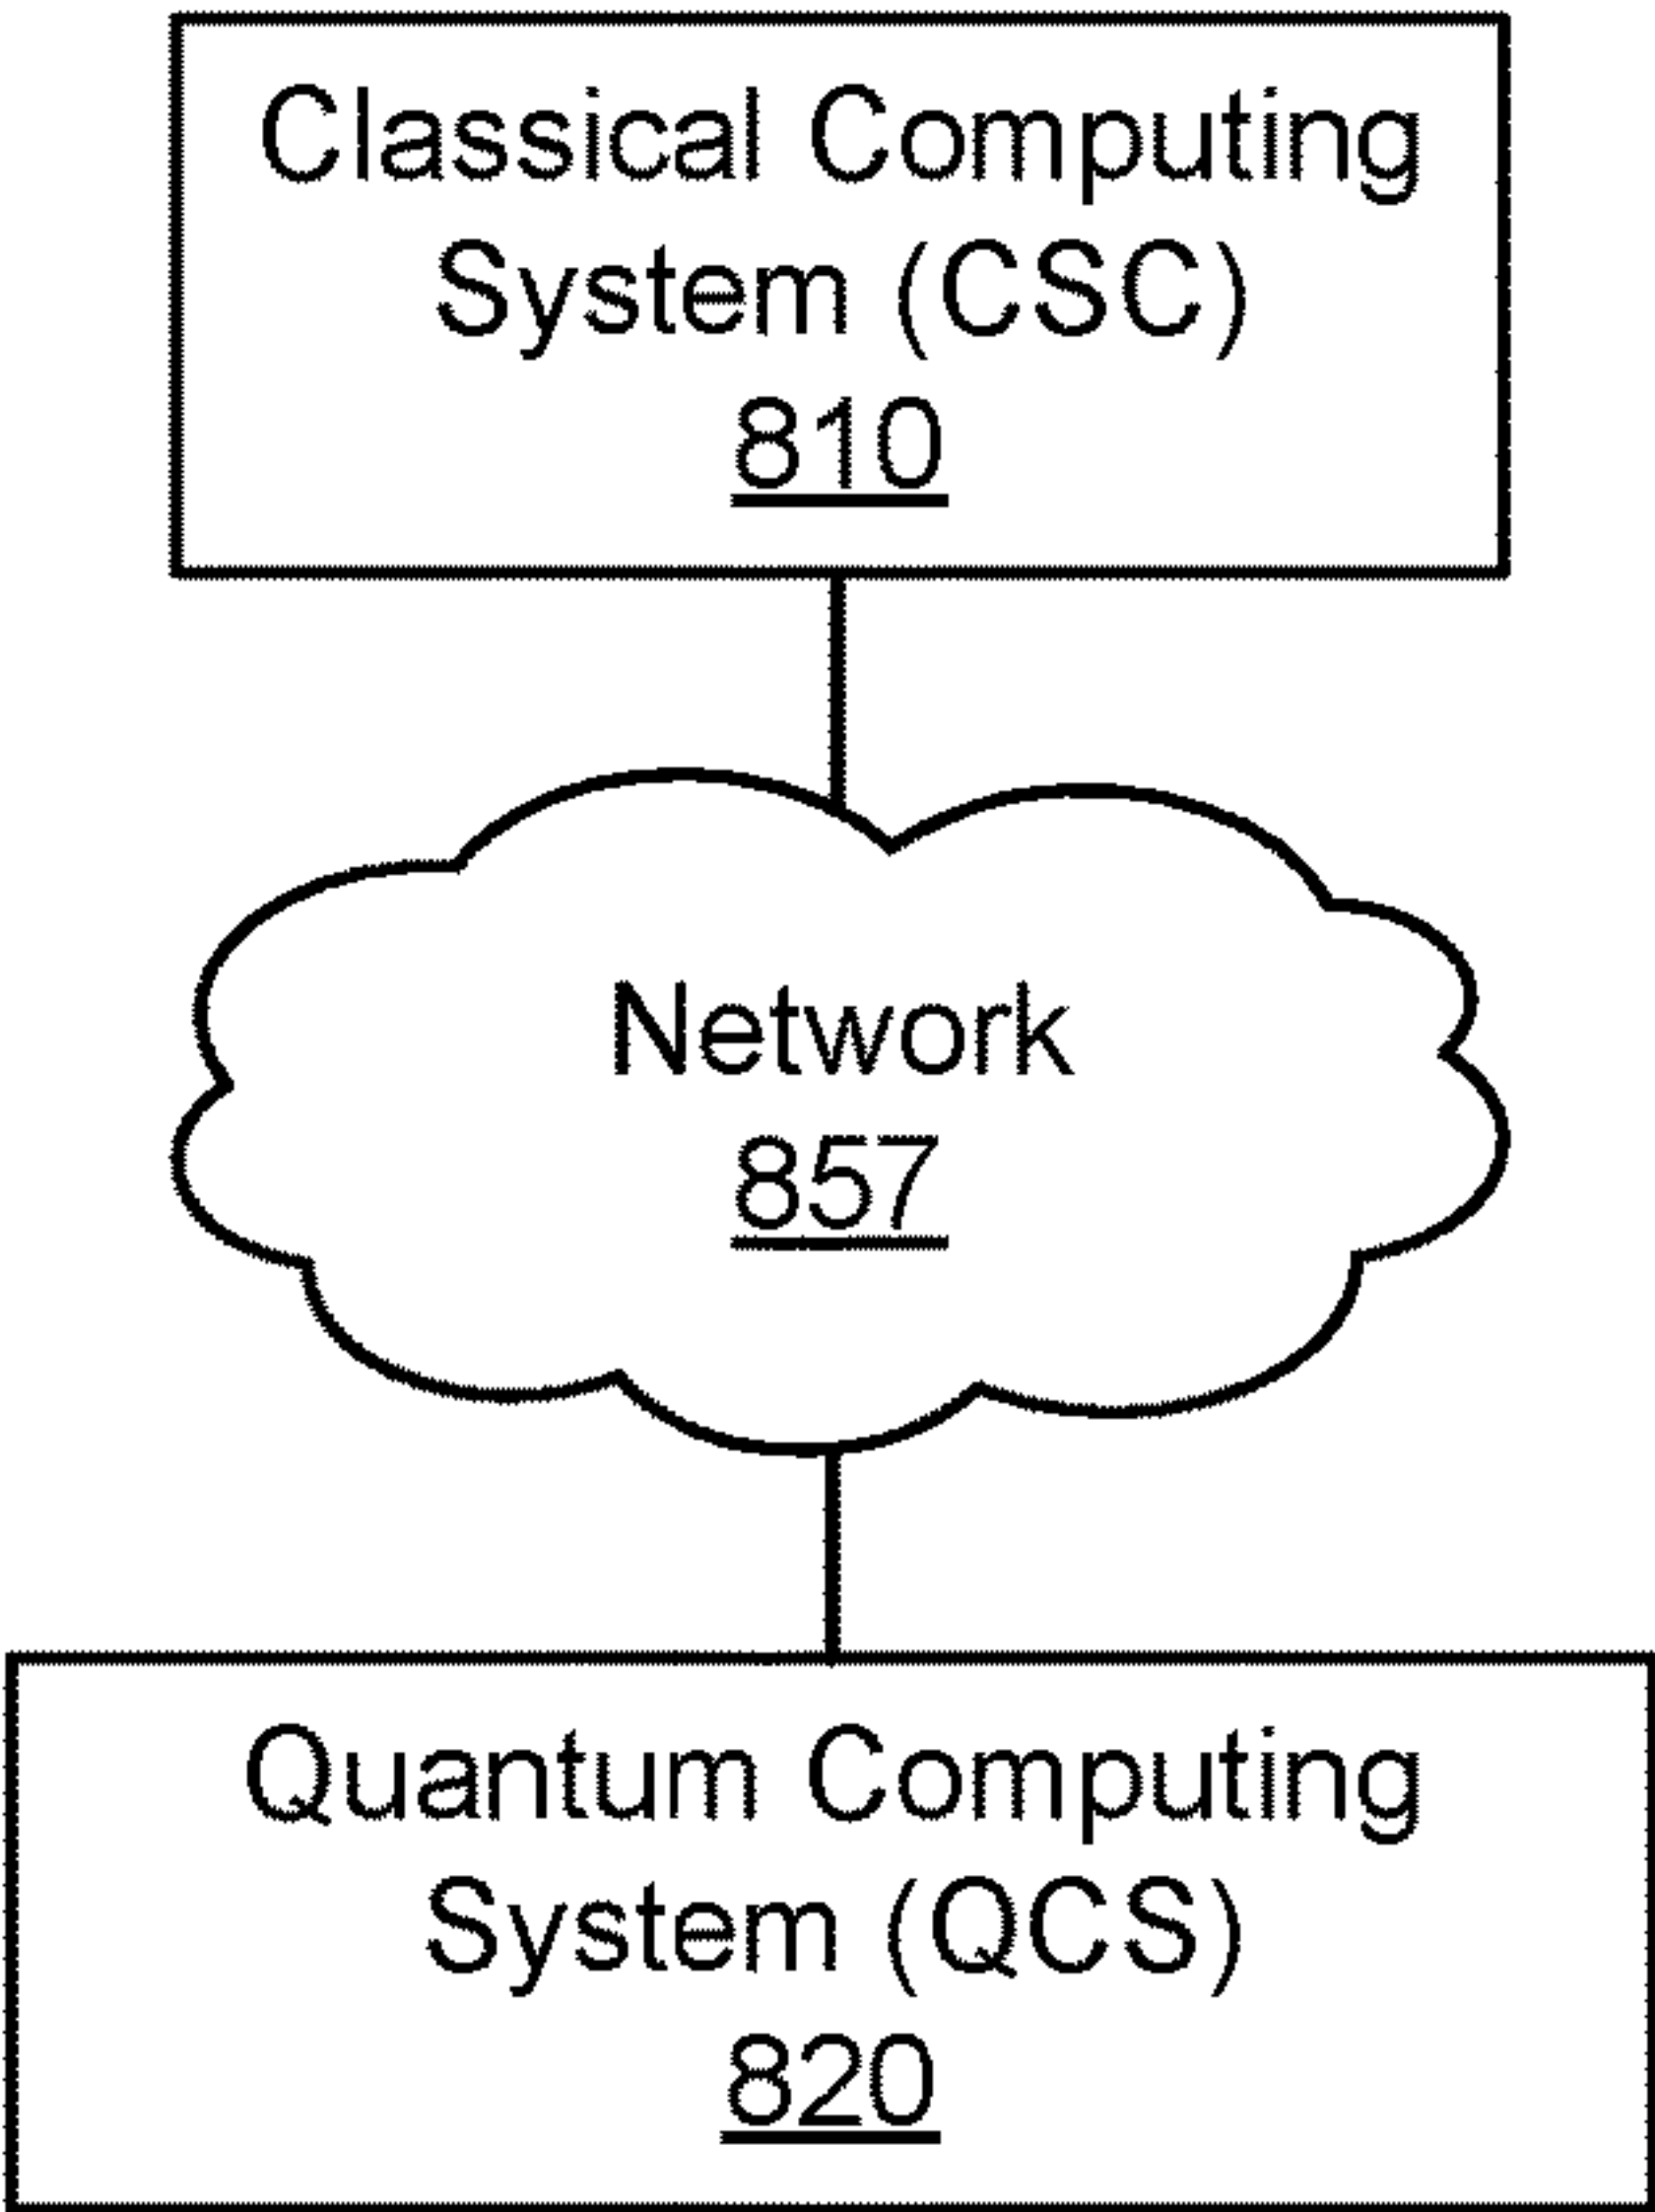 Classical Computing
System (CSC)
810
Network
857
Quantum Computing
System (QCS)
820